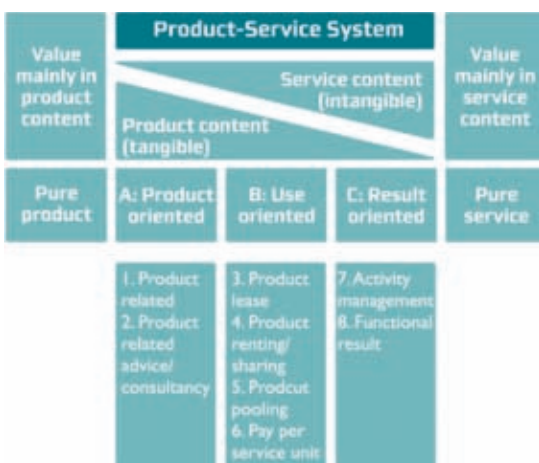 Value
mainly in
product
content
Product-Service System
Service content
(intangible)
Product content
(tangible)
Value
mainly in
service
content
Pure
product
A: Product
oriented
B: Use
oriented
C: Result
oriented
Pure
service
1. Product
related
2. Product
related
advice/
consultancy
3. Product
lease
4. Product
renting/
sharing
5. Prodcut
pooling
6. Pay per
service unit
7. Activity
management
8. Functional
result